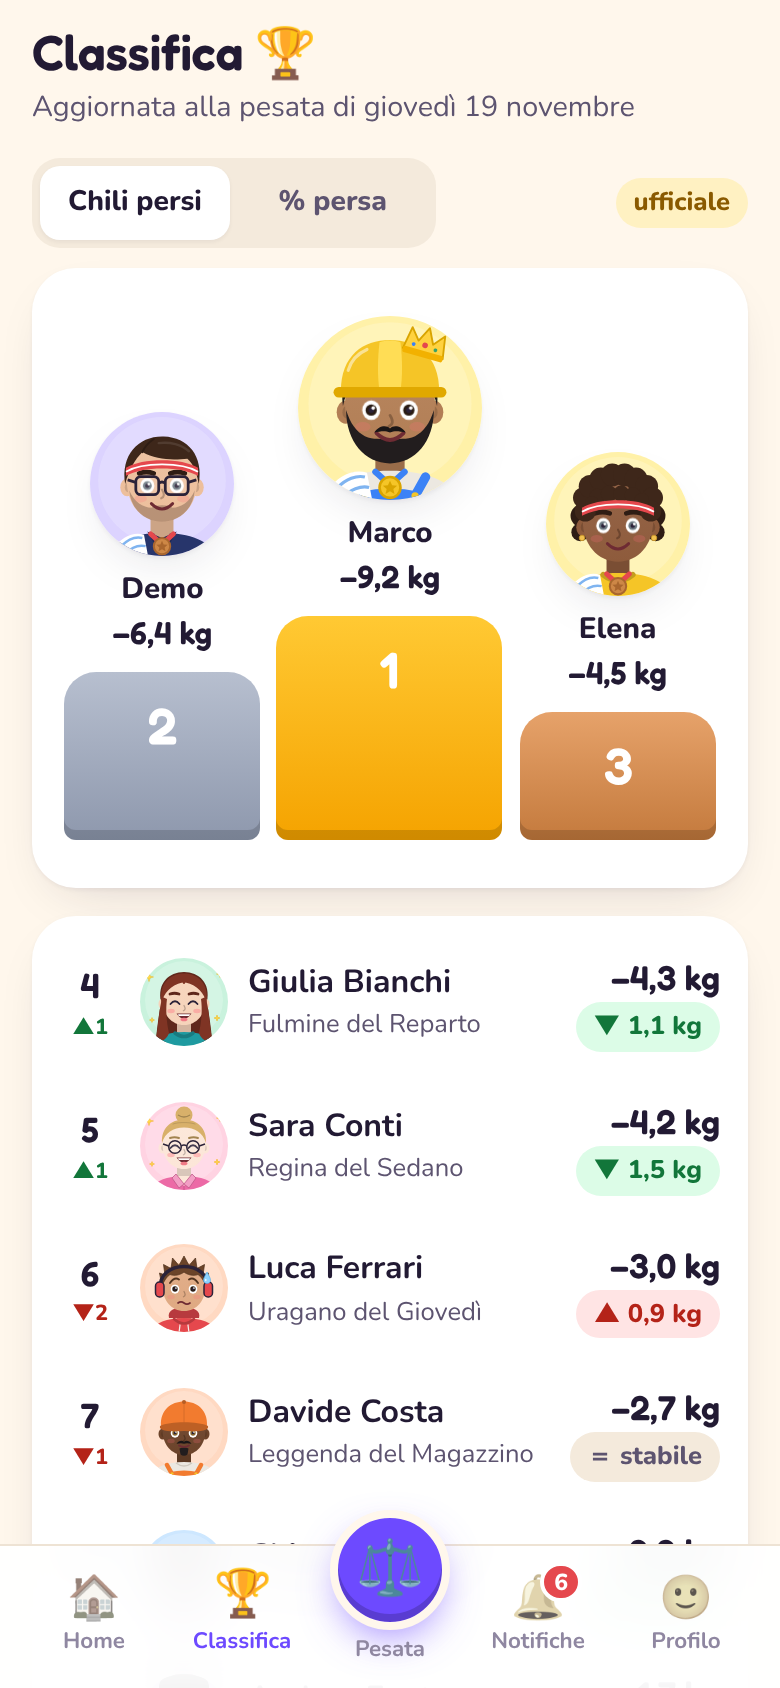 Classifica 🏆
Aggiornata alla pesata di giovedì 19 novembre
Chili persi
% persa
ufficiale
Marco
–9,2 kg
Demo
–6,4 kg
Elena
–4,5 kg
1
2
3
4
▲1
Giulia Bianchi
Fulmine del Reparto
–4,3 kg
▼ 1,1 kg
5
▲1
Sara Conti
Regina del Sedano
–4,2 kg
▼ 1,5 kg
6
▼2
Luca Ferrari
Uragano del Giovedì
–3,0 kg
▲ 0,9 kg
7
▼1
Davide Costa
Leggenda del Magazzino
–2,7 kg
= stabile
6
Home
Classifica
Pesata
Notifiche
Profilo